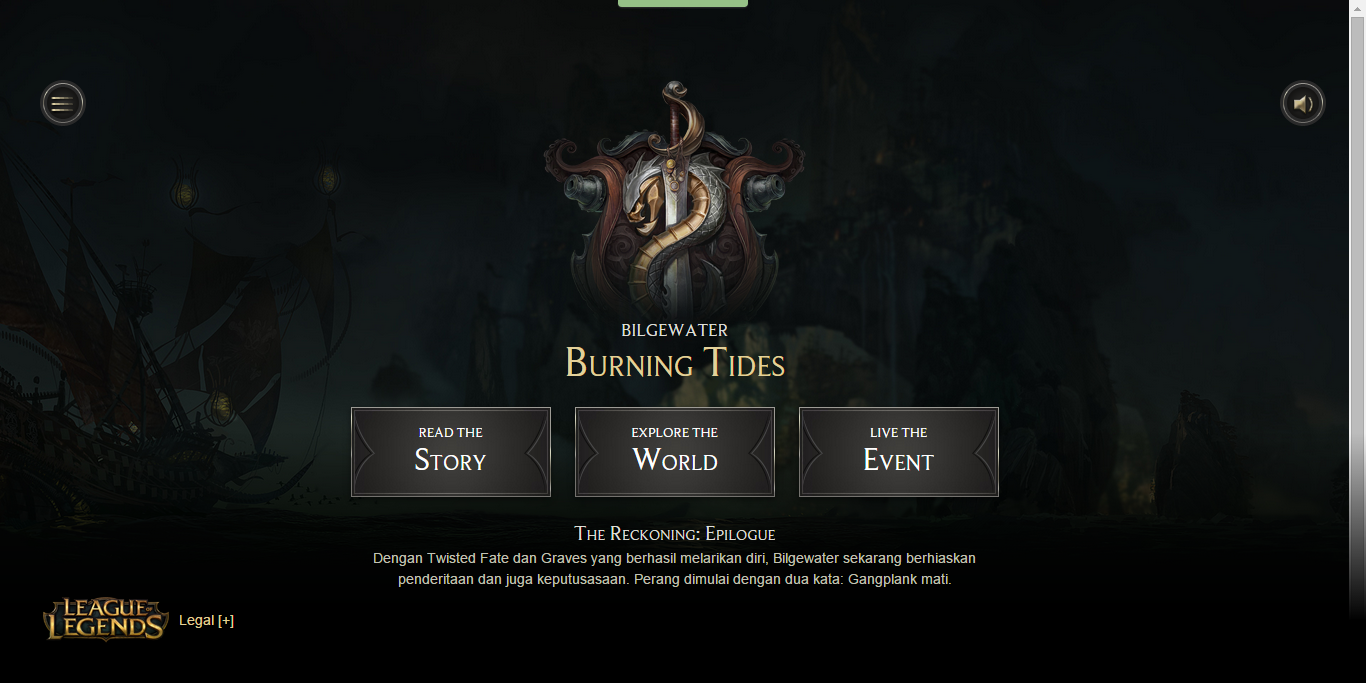 BILGEWATER
BURNING TIDES
READ THE
STORY
EXPLORE THE
WORLD
LIVE THE
EVENT
THE RECKONING: EPILOGUE
Dengan Twisted Fate dan Graves yang berhasil melarikan diri, Bilgewater sekarang berhiaskan
penderitaan dan juga keputusasaan. Perang dimulai dengan dua kata: Gangplank mati.
LEAGUE OF
LEGENDS
Legal [+]